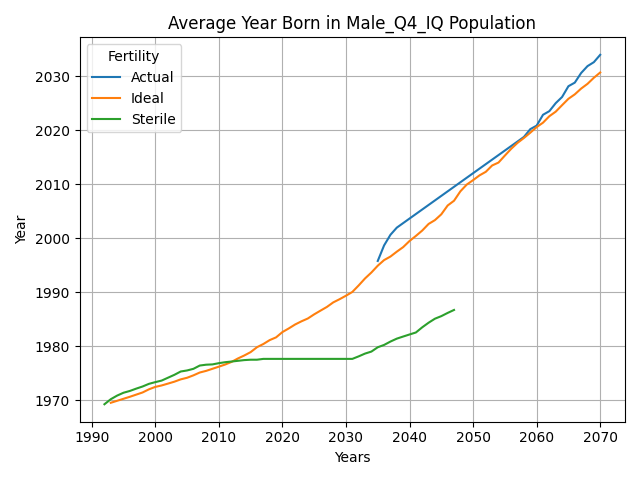 Average Year Born in Male_Q4_IQ Population
Fertility
Actual
Ideal
Sterile
Year
2030
2020
2010
2000
1990
1980
1970
1990 2000 2010 2020 2030 2040 2050 2060 2070
Years